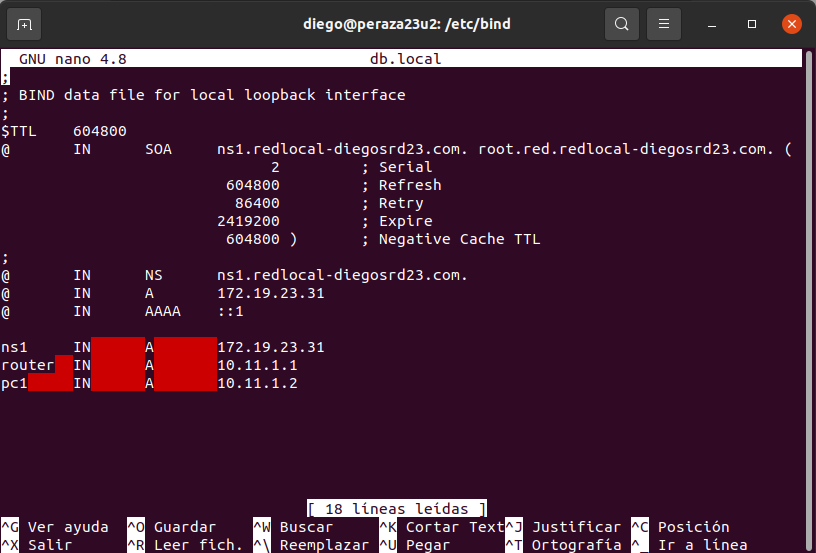 diego@peraza23u2: /etc/bind
GNU nano 4.8 db.local
;
; BIND data file for local loopback interface
;
$TTL 604800
@ IN SOA ns1.redlocal-diegosrd23.com. root.red.redlocal-diegosrd23.com. (
2 ; Serial
604800 ; Refresh
86400 ; Retry
2419200 ; Expire
604800 ) ; Negative Cache TTL
;
@ IN NS ns1.redlocal-diegosrd23.com.
@ IN A 172.19.23.31
@ IN AAAA ::1
ns1 IN A 172.19.23.31
router IN A 10.11.1.1
pc1 IN A 10.11.1.2
[ 18 líneas leídas ]
^G Ver ayuda ^O Guardar ^W Buscar ^K Cortar Text ^J Justificar ^C Posición
^X Salir ^R Leer fich. ^\ Reemplazar ^U Pegar ^T Ortografía ^_ Ir a línea